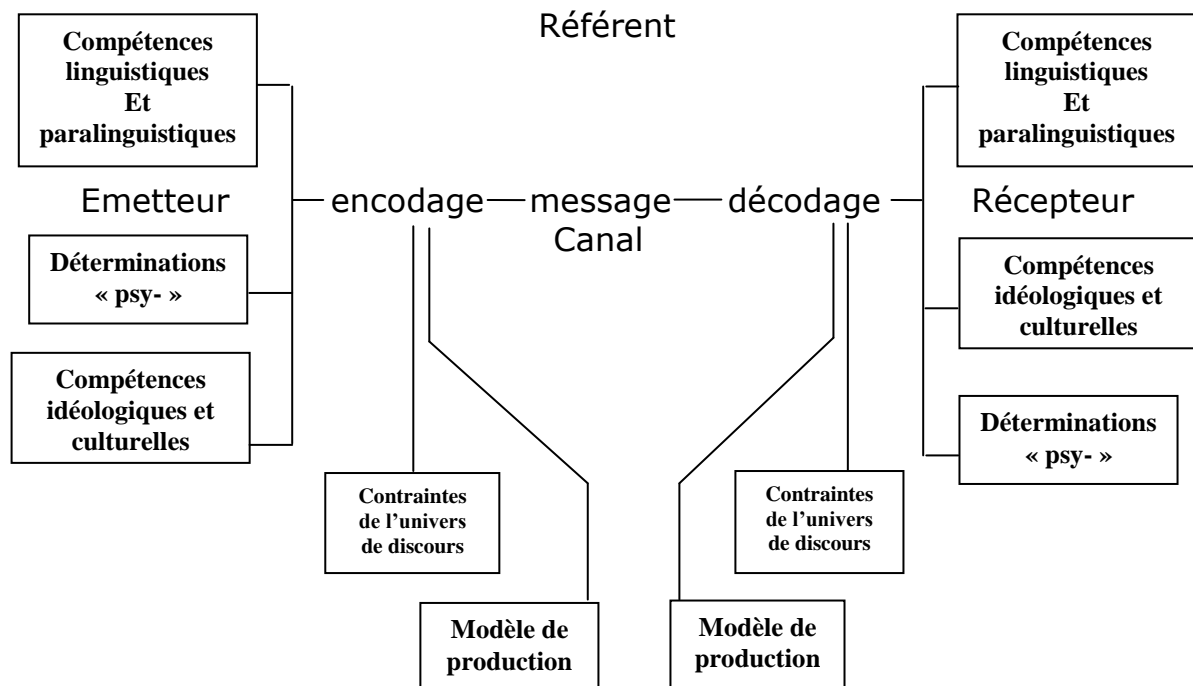 Référent
Compétences
linguistiques
Et
paralinguistiques
Compétences
linguistiques
Et
paralinguistiques
Emetteur
encodage
message
décodage
Récepteur
Canal
Déterminations
« psy- »
Compétences
idéologiques et
culturelles
Compétences
idéologiques et
culturelles
Déterminations
« psy- »
Contraintes
de l’univers
de discours
Contraintes
de l’univers
de discours
Modèle de
production
Modèle de
production